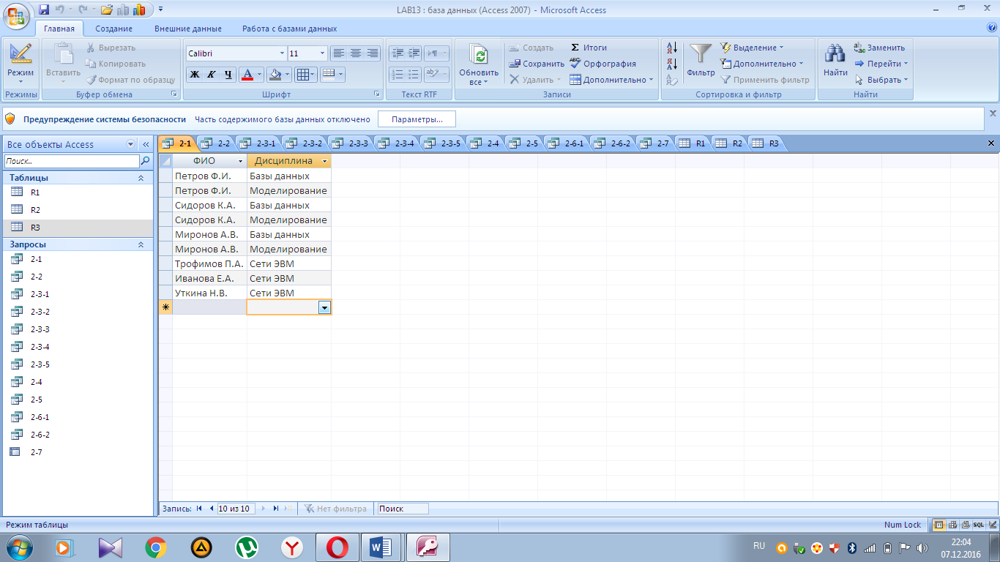 LAB13 : база данных (Access 2007) - Microsoft Access
Главная Создание Внешние данные Работа с базами данных
Режим
Режимы
Вставить
Вырезать
Копировать
Формат по образцу
Буфер обмена
Calibri 11
Ж К Ч А
Шрифт
Текст RTF
Обновить все
Создать
Сохранить
Удалить
Итоги
Орфография
Дополнительно
Записи
Фильтр
Выделение
Дополнительно
Применить фильтр
Сортировка и фильтр
Найти
Заменить
Перейти
Выбрать
Найти
Предупреждение системы безопасности Часть содержимого базы данных отключено Параметры...
Все объекты Access
Поиск...
Таблицы
R1
R2
R3
Запросы
2-1
2-2
2-3-1
2-3-2
2-3-3
2-3-4
2-3-5
2-4
2-5
2-6-1
2-6-2
2-7
2-1 2-2 2-3-1 2-3-2 2-3-3 2-3-4 2-3-5 2-4 2-5 2-6-1 2-6-2 2-7 R1 R2 R3
ФИО Дисциплина
Петров Ф.И. Базы данных
Петров Ф.И. Моделирование
Сидоров К.А. Базы данных
Сидоров К.А. Моделирование
Миронов А.В. Базы данных
Миронов А.В. Моделирование
Трофимов П.А. Сети ЭВМ
Иванова Е.А. Сети ЭВМ
Уткина Н.В. Сети ЭВМ
Запись: 10 из 10 Нет фильтра Поиск
Режим таблицы Num Lock SQL
RU
22:04
07.12.2016